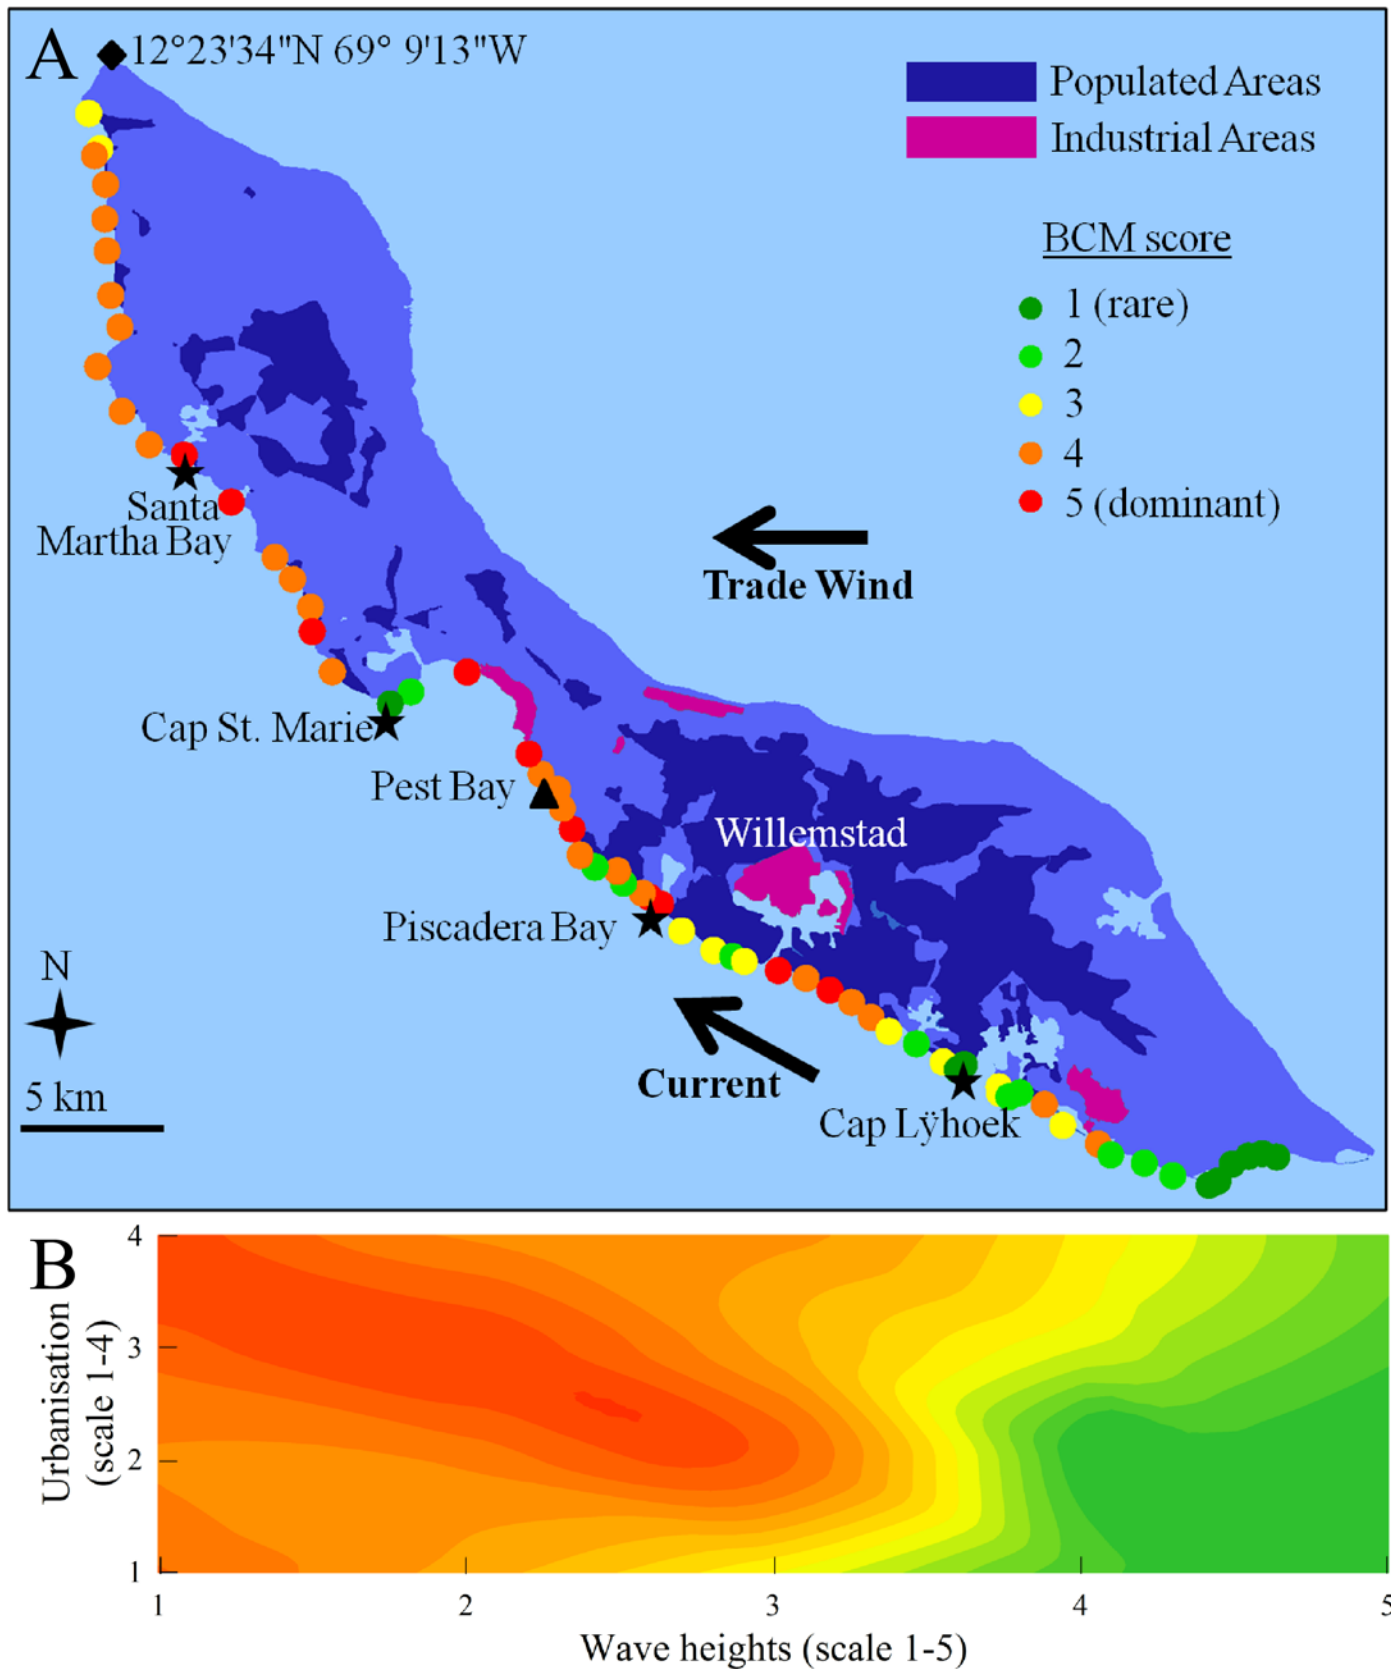 A
12°23'34"N 69° 9'13"W
Populated Areas
Industrial Areas
BCM score
1 (rare)
2
3
4
5 (dominant)
Santa
Martha Bay
Trade Wind
Cap St. Marie
Pest Bay
Willemstad
Piscadera Bay
N
Current
5 km
Cap Lÿhoek
B
Urbanisation
(scale 1-4)
4
3
2
1
1 2 3 4 5
Wave heights (scale 1-5)